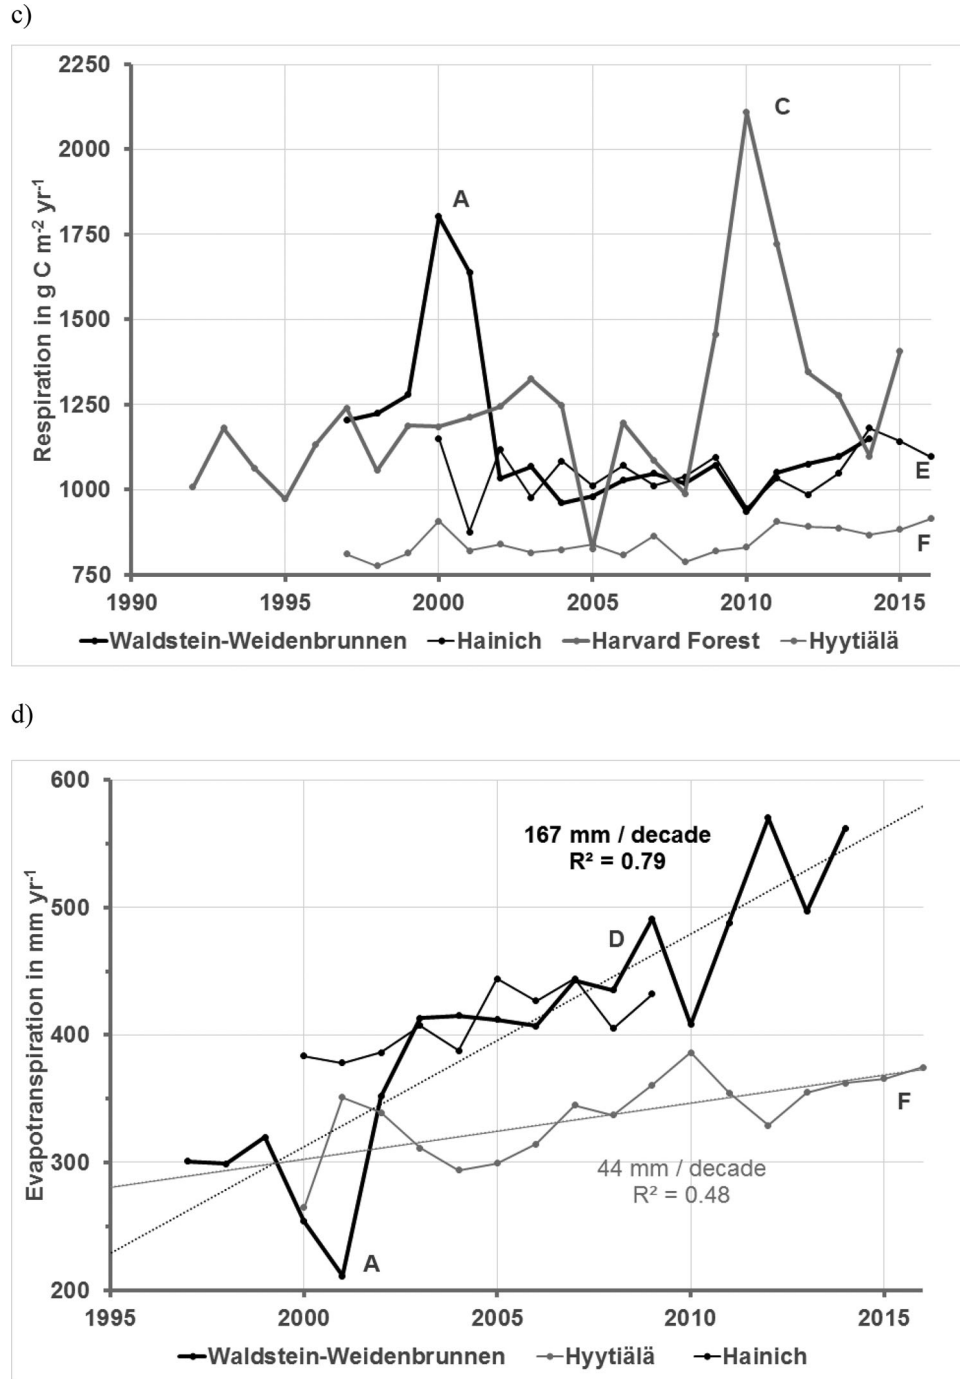 c)
2250
2000
1750
1500
1250
1000
750
Respiration in g C m⁻² yr⁻¹
A
C
E
F
1990 1995 2000 2005 2010 2015
Waldstein-Weidenbrunnen Hainich Harvard Forest Hyytiälä
d)
600
500
400
300
200
Evapotranspiration in mm yr⁻¹
167 mm / decade
R² = 0.79
D
F
44 mm / decade
R² = 0.48
A
1995 2000 2005 2010 2015
Waldstein-Weidenbrunnen Hyytiälä Hainich